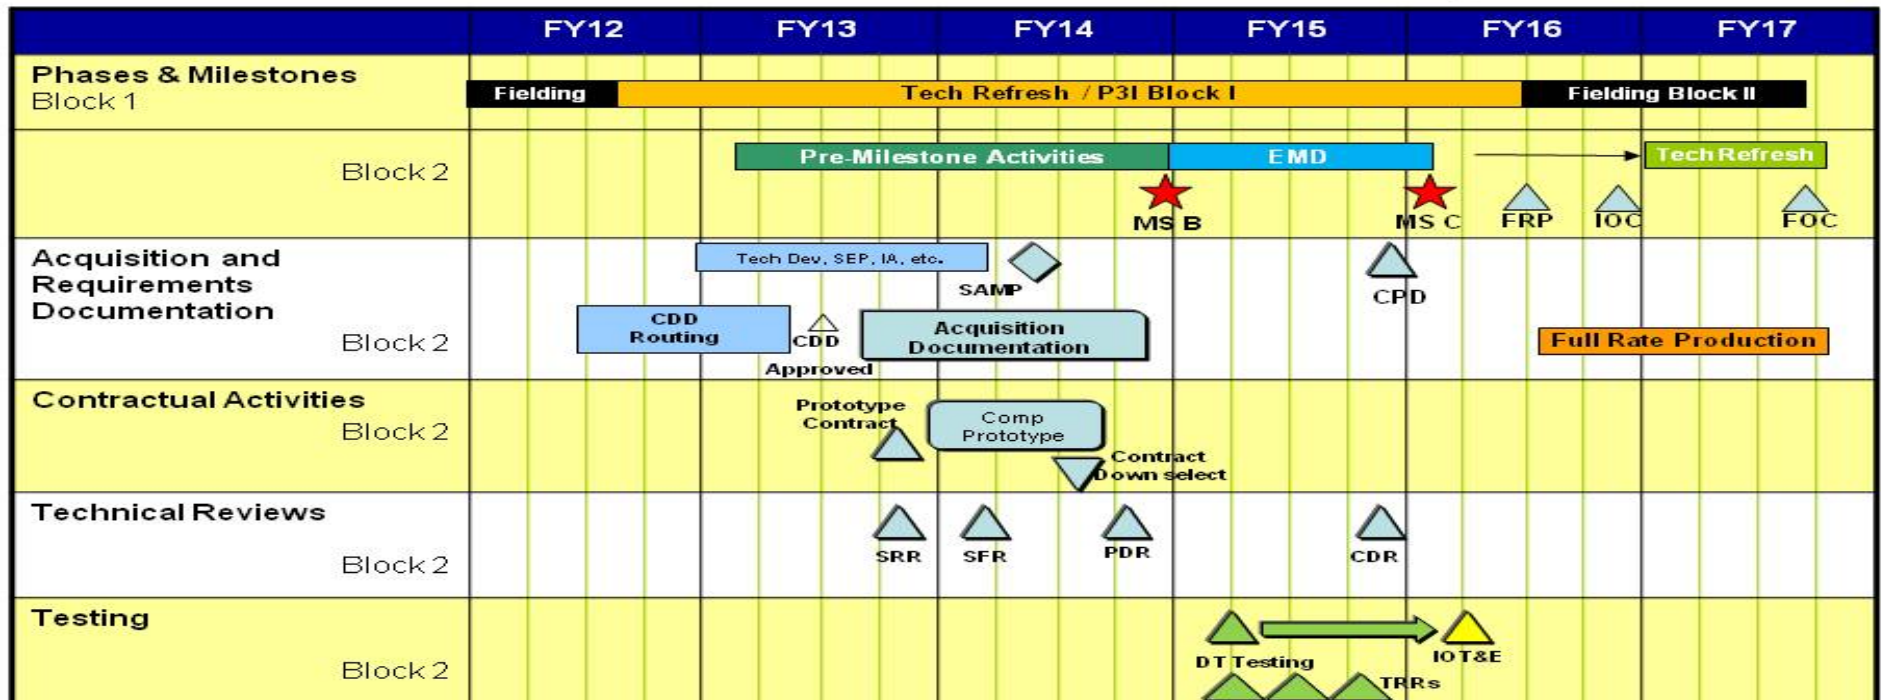 FY12 FY13 FY14 FY15 FY16 FY17
Phases & Milestones
Block 1
Fielding
Tech Refresh / P3I Block I
Fielding Block II
Block 2
Pre-Milestone Activities
EMD
Tech Refresh
MS B
MS C
FRP
IOC
FOC
Acquisition and
Requirements
Documentation
Block 2
Tech Dev, SEP, IA, etc.
SAMP
CPD
CDD
Routing
CDD
Approved
Acquisition
Documentation
Full Rate Production
Contractual Activities
Block 2
Prototype
Contract
Comp
Prototype
Contract
Down select
Technical Reviews
Block 2
SRR
SFR
PDR
CDR
Testing
Block 2
DT Testing
IOT&E
TRRs